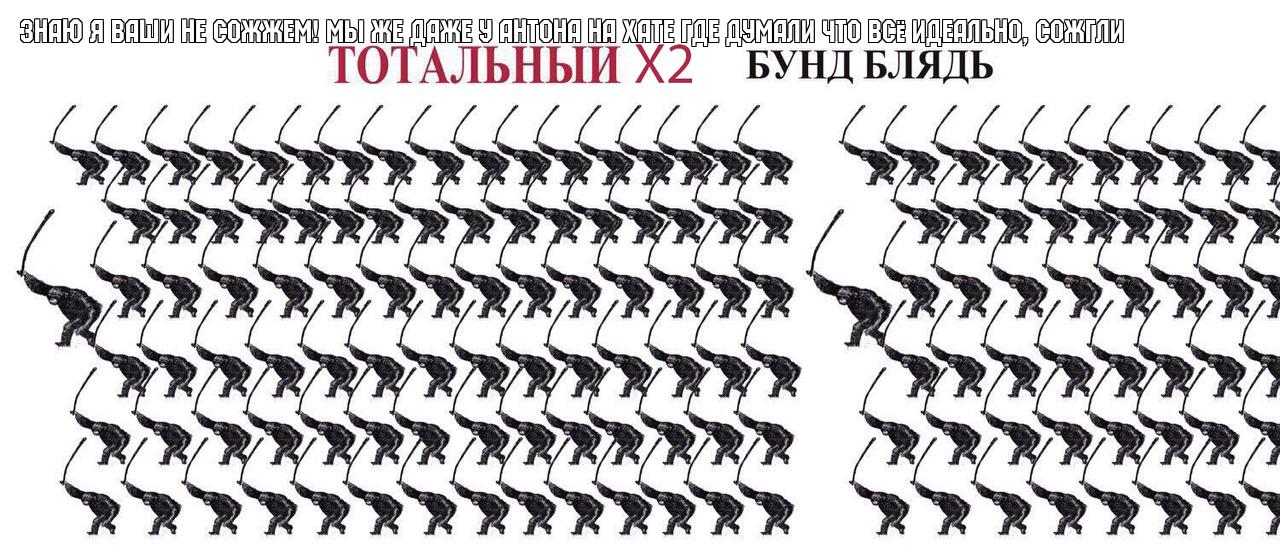 ЗНАЮ Я ВАШИ НЕ СОЖЖЕМ! МЫ ЖЕ ДАЖЕ У АНТОНА НА ХАТЕ ГДЕ ДУМАЛИ ЧТО ВСЁ ИДЕАЛЬНО, СОЖГЛИ
ТОТАЛЬНЫЙ X2 БУНД БЛЯДЬ